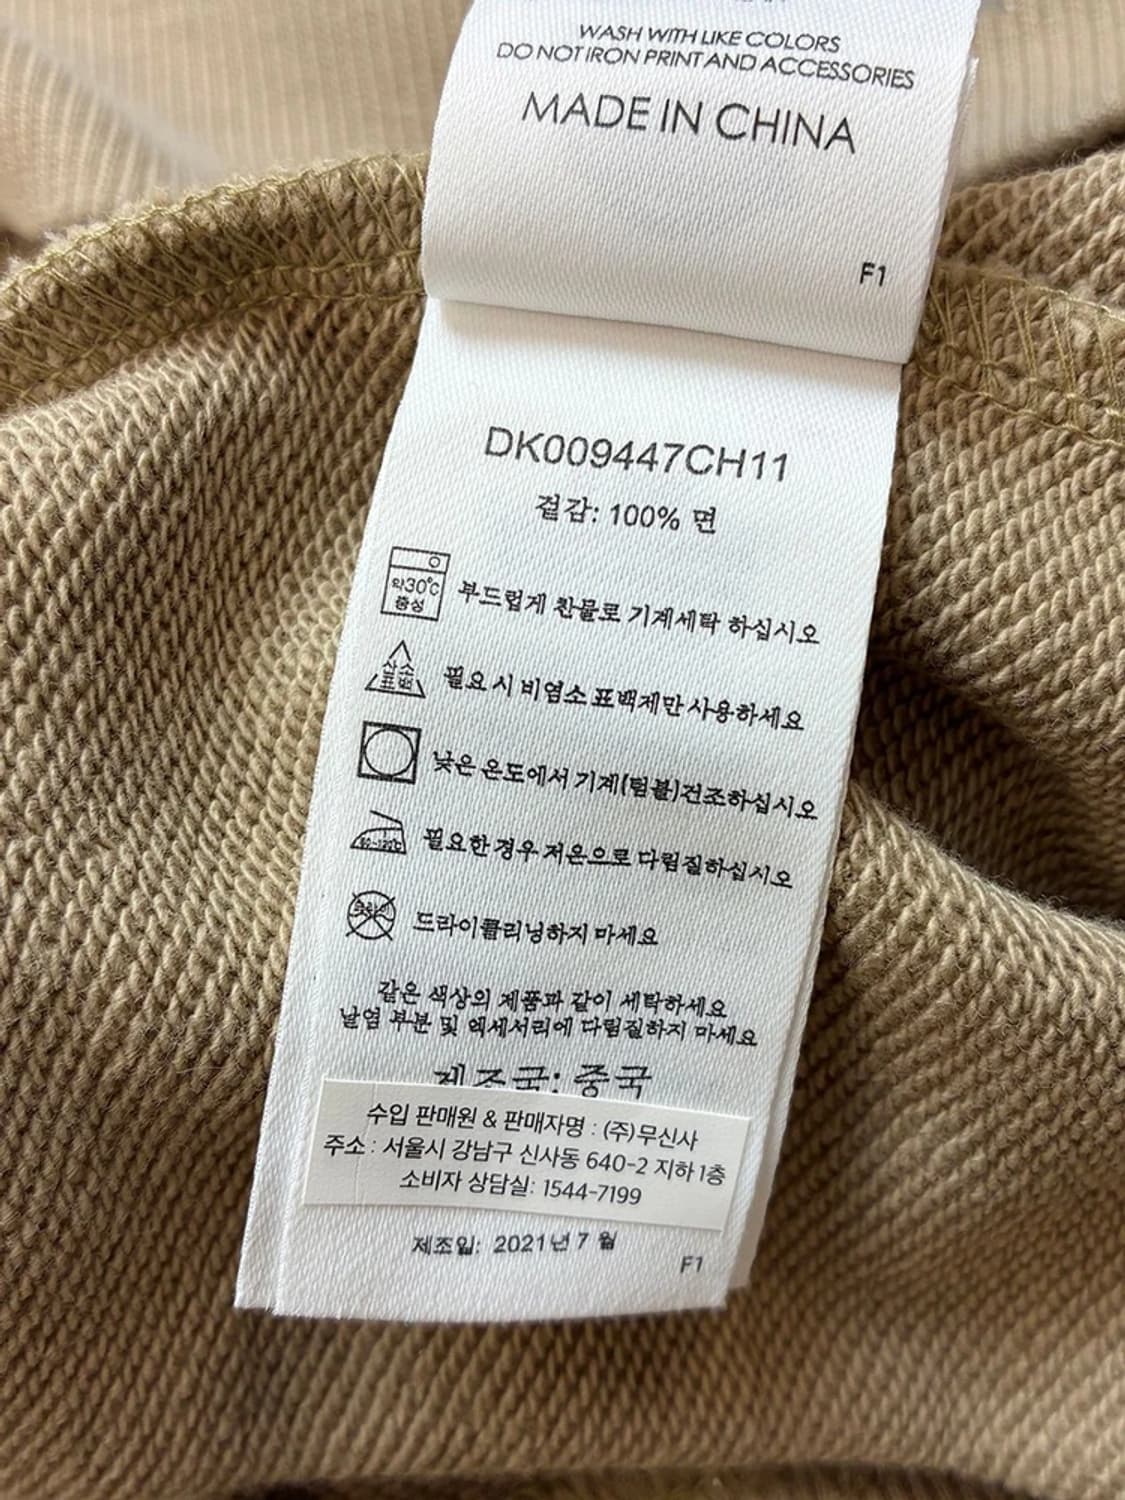 WASH WITH LIKE COLORS
DO NOT IRON PRINT AND ACCESSORIES
MADE IN CHINA
F1
DK009447CH11
겉감: 100% 면
약30℃
중성
부드럽게 찬물로 기계세탁 하십시오
산소
표백
필요 시 비염소 표백제만 사용하세요
낮은 온도에서 기계(텀블)건조하십시오
필요한 경우 저온으로 다림질하십시오
드라이클리닝하지 마세요
같은 색상의 제품과 같이 세탁하세요
날염 부분 및 엑세서리에 다림질하지 마세요
제조국: 중국
수입 판매원 & 판매자명 : (주)무신사
주소 : 서울시 강남구 신사동 640-2 지하 1층
소비자 상담실: 1544-7199
제조일: 2021년 7 월
F1